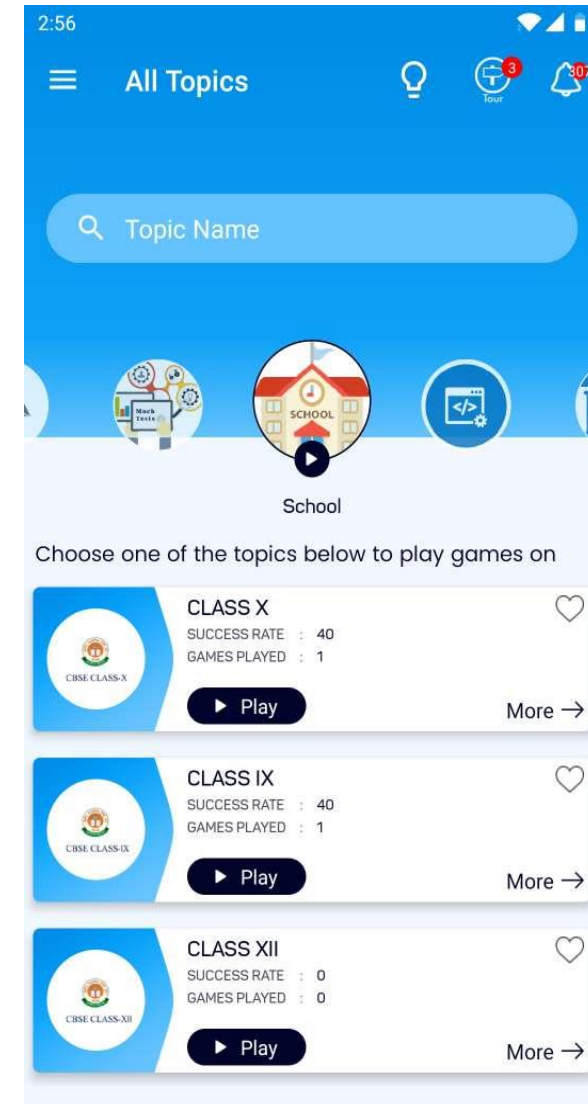 2:56
All Topics
3
Tour
307
Topic Name
Mock
Tests
SCHOOL
School
Choose one of the topics below to play games on
CLASS X
SUCCESS RATE : 40
GAMES PLAYED : 1
CBSE CLASS-X
Play
More →
CLASS IX
SUCCESS RATE : 40
GAMES PLAYED : 1
CBSE CLASS-IX
Play
More →
CLASS XII
SUCCESS RATE : 0
GAMES PLAYED : 0
CBSE CLASS-XII
Play
More →